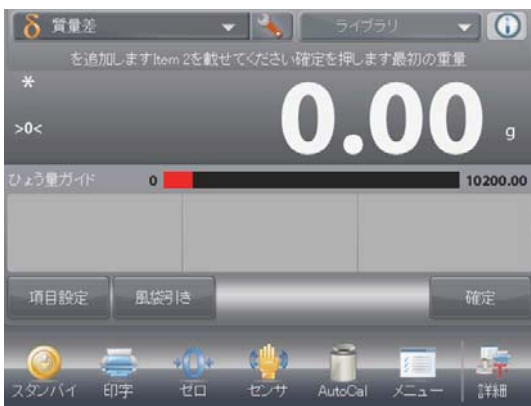 δ 質量差 ライブラリ
を追加しますItem 2を載せてください確定を押します最初の重量
*
>0< 0.00 g
ひょう量ガイド 0 10200.00
項目設定 風袋引き 確定
スタンバイ 印字 ゼロ センサ AutoCal メニュー 詳細